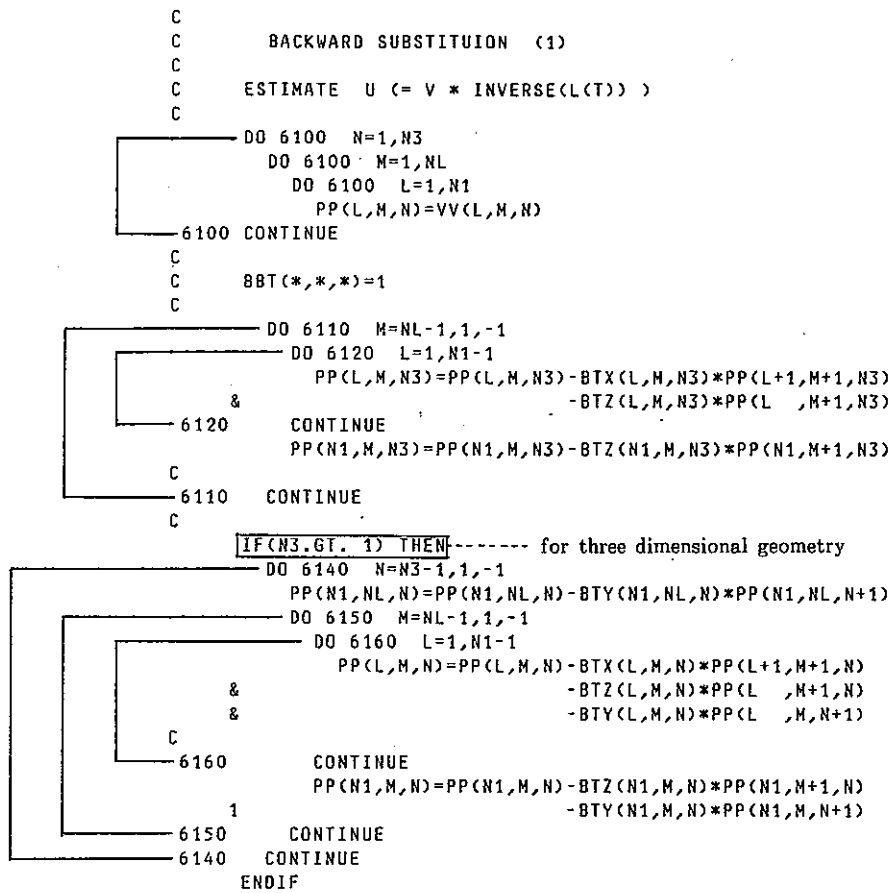 C
C BACKWARD SUBSTITUION (1)
C
C ESTIMATE U (= V * INVERSE(L(T)) )
C
DO 6100 N=1,N3
DO 6100 M=1,NL
DO 6100 L=1,N1
PP(L,M,N)=VV(L,M,N)
6100 CONTINUE
C
C BBT(*,*,*)=1
C
DO 6110 M=NL-1,1,-1
DO 6120 L=1,N1-1
PP(L,M,N3)=PP(L,M,N3)-BTX(L,M,N3)*PP(L+1,M+1,N3)
& -BTZ(L,M,N3)*PP(L ,M+1,N3)
6120 CONTINUE
PP(N1,M,N3)=PP(N1,M,N3)-BTZ(N1,M,N3)*PP(N1,M+1,N3)
C
6110 CONTINUE
C
IF(N3.GT. 1) THEN ------- for three dimensional geometry
DO 6140 N=N3-1,1,-1
PP(N1,NL,N)=PP(N1,NL,N)-BTY(N1,NL,N)*PP(N1,NL,N+1)
DO 6150 M=NL-1,1,-1
DO 6160 L=1,N1-1
PP(L,M,N)=PP(L,M,N)-BTX(L,M,N)*PP(L+1,M+1,N)
& -BTZ(L,M,N)*PP(L ,M+1,N)
& -BTY(L,M,N)*PP(L ,M,N+1)
C
6160 CONTINUE
PP(N1,M,N)=PP(N1,M,N)-BTZ(N1,M,N)*PP(N1,M+1,N)
1 -BTY(N1,M,N)*PP(N1,M,N+1)
6150 CONTINUE
6140 CONTINUE
ENDIF